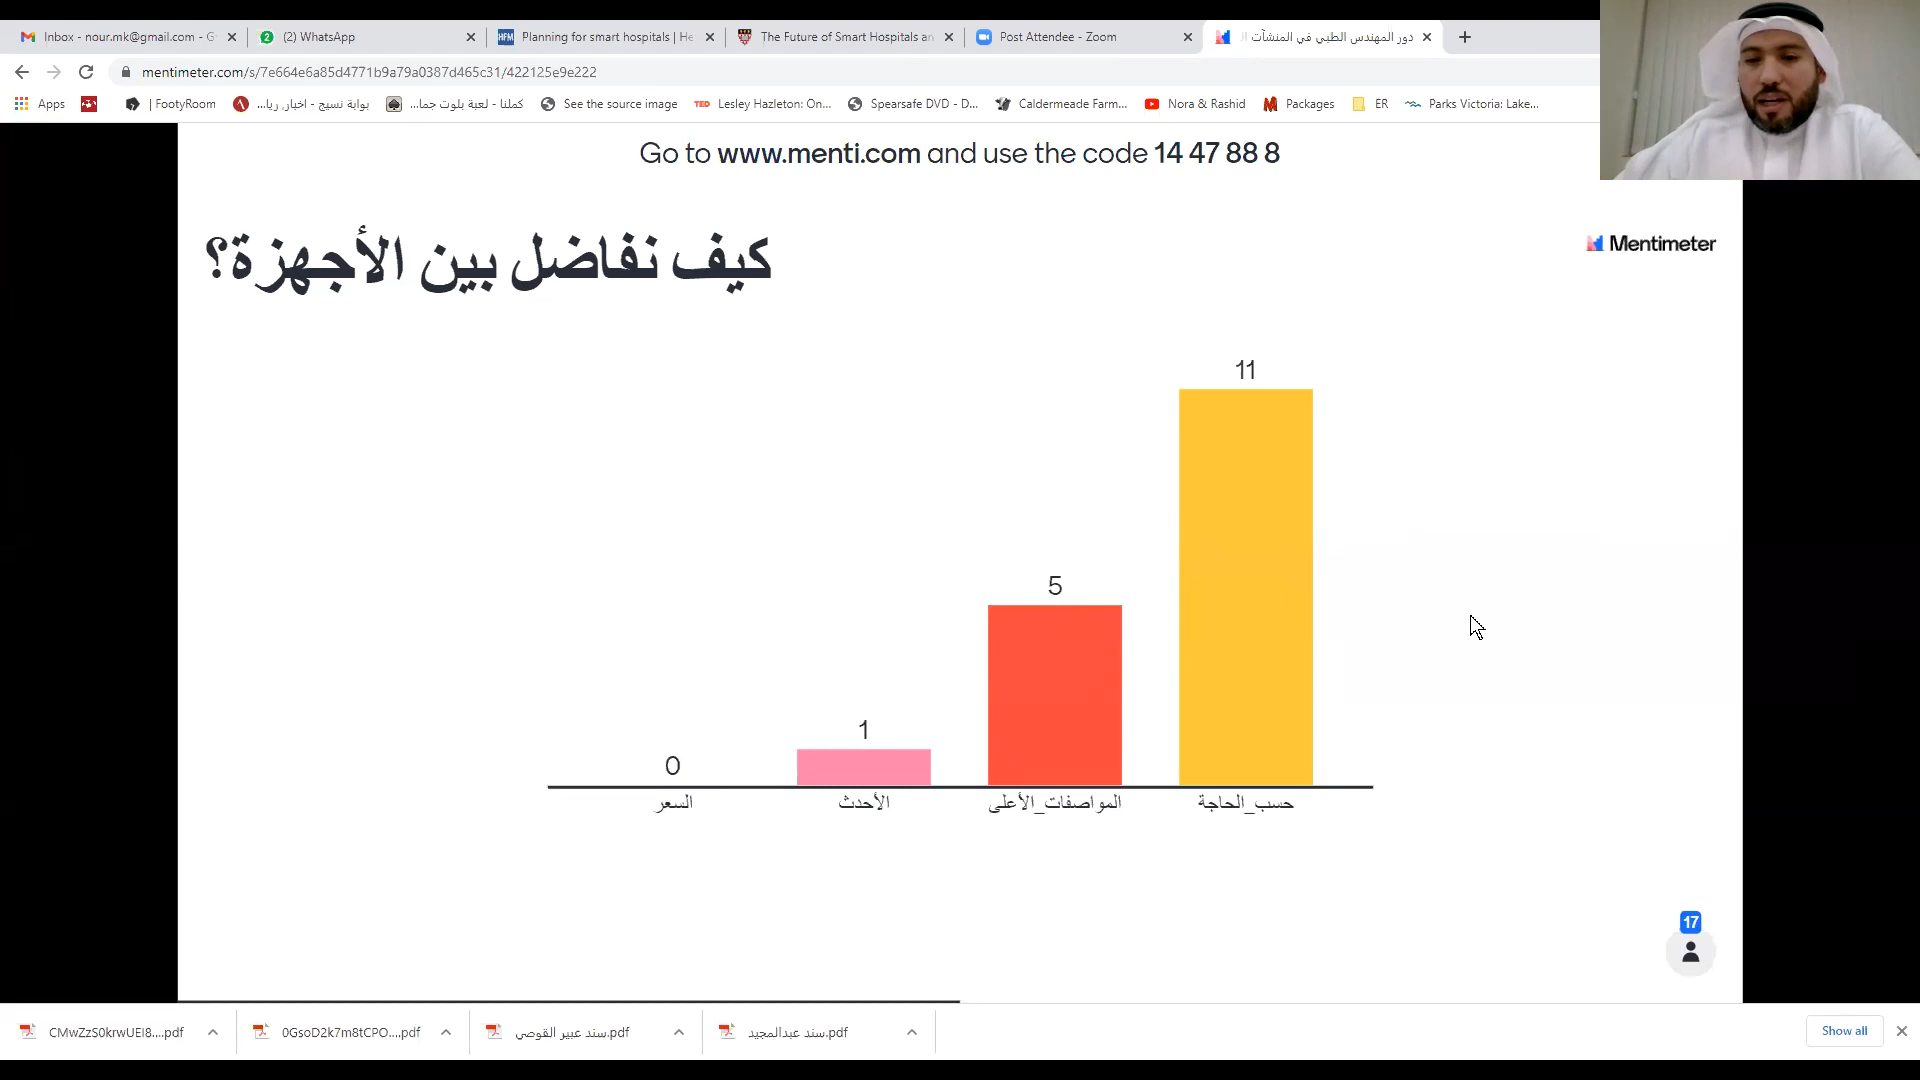 Inbox - nour.mk@gmail.com - G
(2) WhatsApp
Planning for smart hospitals | He
The Future of Smart Hospitals an
Post Attendee - Zoom
دور المهندس الطبي في المنشآت ال
mentimeter.com/s/7e664e6a85d4771b9a79a0387d465c31/422125e9e222
Apps
| FootyRoom
بوابة نسيج - اخبار, ريا...
كملنا - لعبة بلوت جما...
See the source image
TED Lesley Hazleton: On...
Spearsafe DVD - D...
Caldermeade Farm...
Nora & Rashid
Packages
ER
Parks Victoria: Lake...
Go to www.menti.com and use the code 14 47 88 8
كيف نفاضل بين الأجهزة؟
Mentimeter
11
5
1
0
السعر
الأحدث
المواصفات_الأعلى
حسب_الحاجة
17
CMwZzS0krwUEI8....pdf
0GsoD2k7m8tCPO....pdf
سند عبير القوصي.pdf
سند عبدالمجيد.pdf
Show all